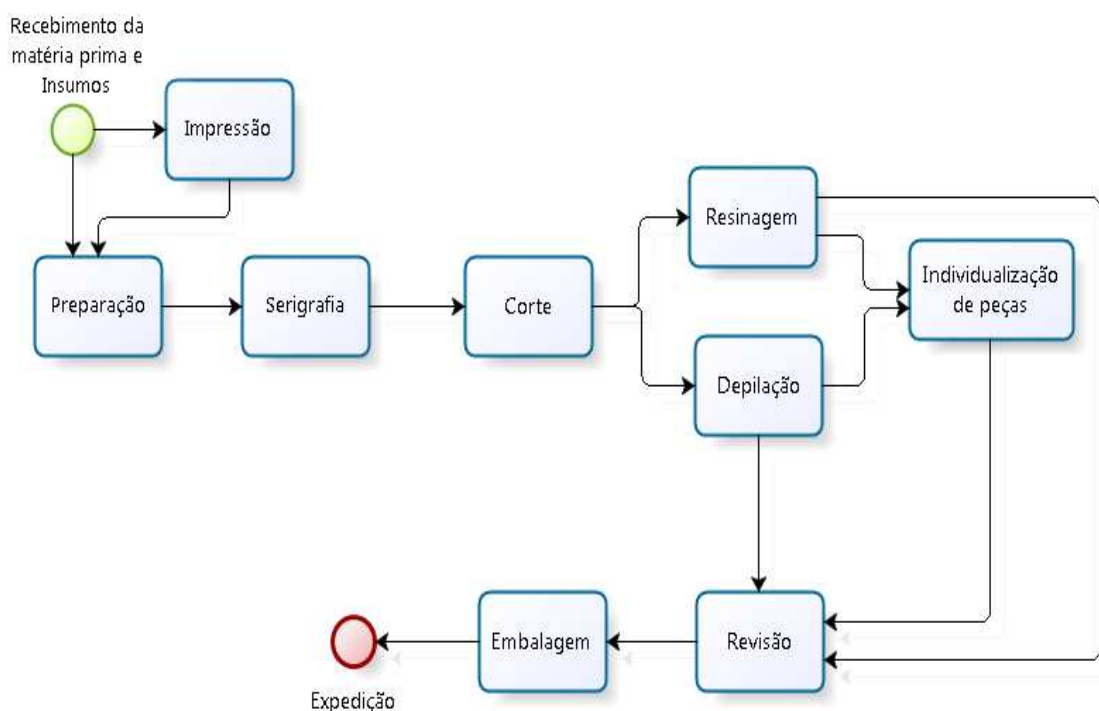 Recebimento da
matéria prima e
Insumos
Impressão
Preparação
Serigrafia
Corte
Resinagem
Depilação
Individualização
de peças
Revisão
Embalagem
Expedição